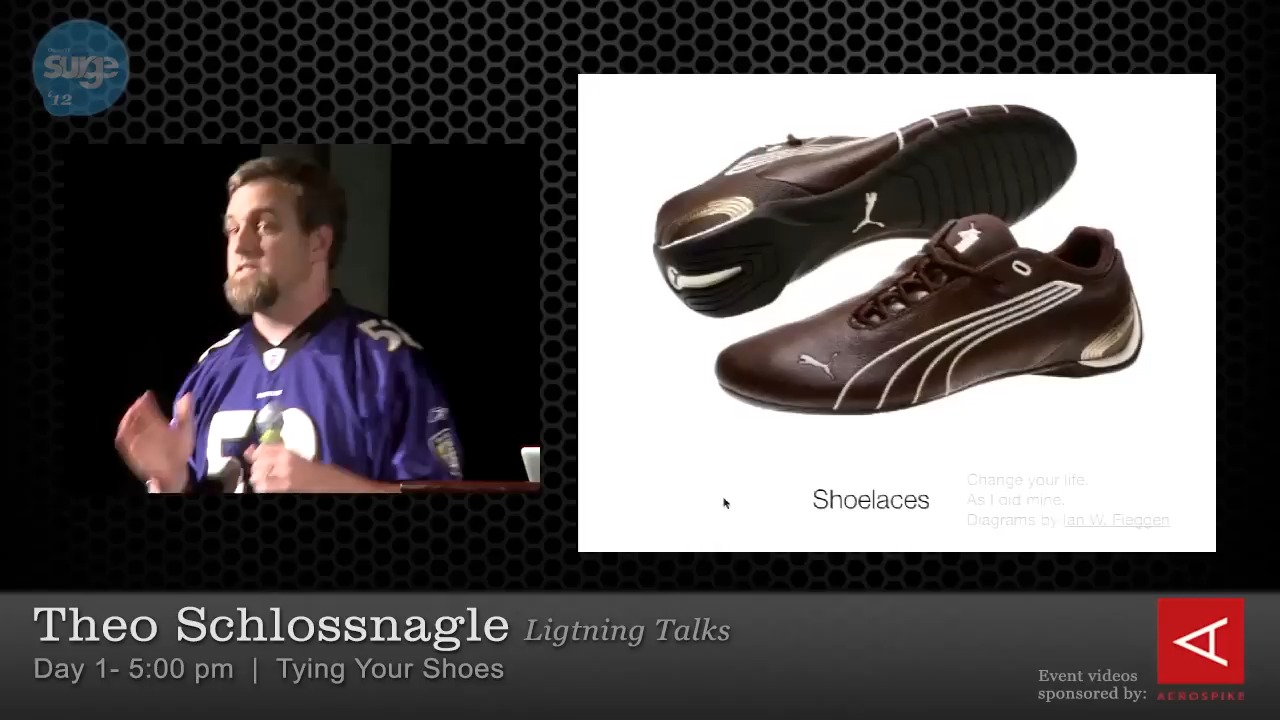 surge
'12
52
Shoelaces
Change your life.
As I did mine.
Diagrams by Ian W. Fieggen
Theo Schlossnagle Ligtning Talks
Day 1- 5:00 pm | Tying Your Shoes
Event videos
sponsored by:
AEROSPIKE